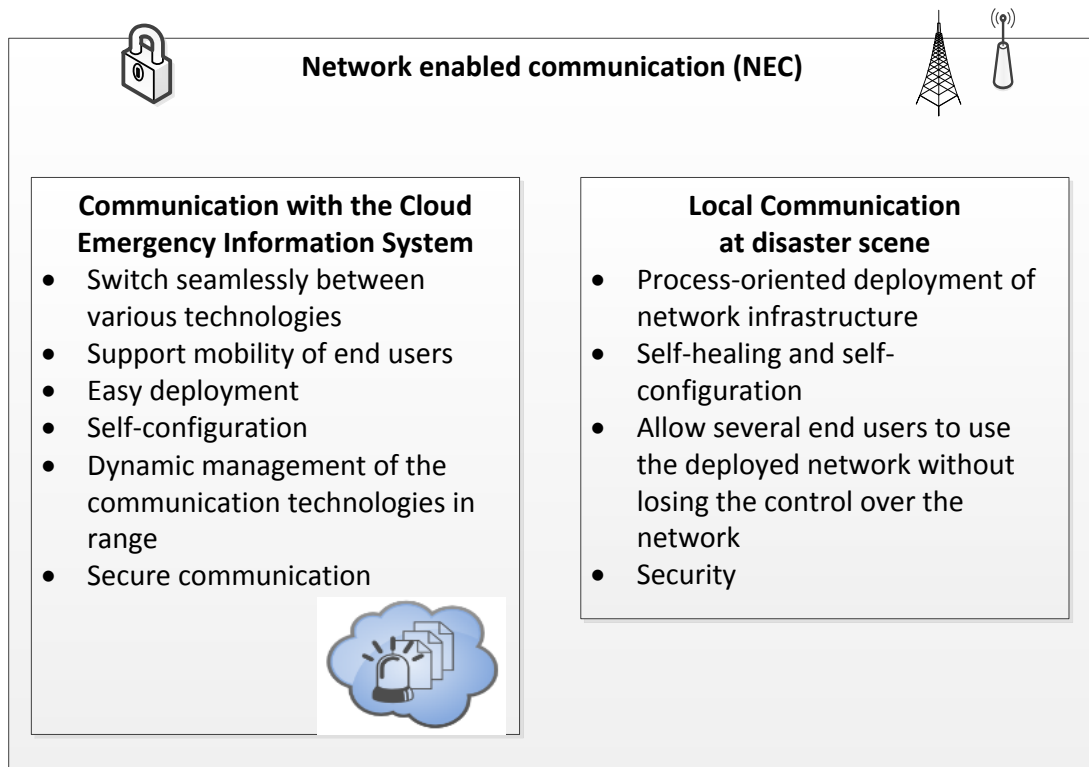 Network enabled communication (NEC)
Communication with the Cloud
Emergency Information System
• Switch seamlessly between
various technologies
• Support mobility of end users
• Easy deployment
• Self-configuration
• Dynamic management of the
communication technologies in
range
• Secure communication
Local Communication
at disaster scene
• Process-oriented deployment of
network infrastructure
• Self-healing and self-
configuration
• Allow several end users to use
the deployed network without
losing the control over the
network
• Security